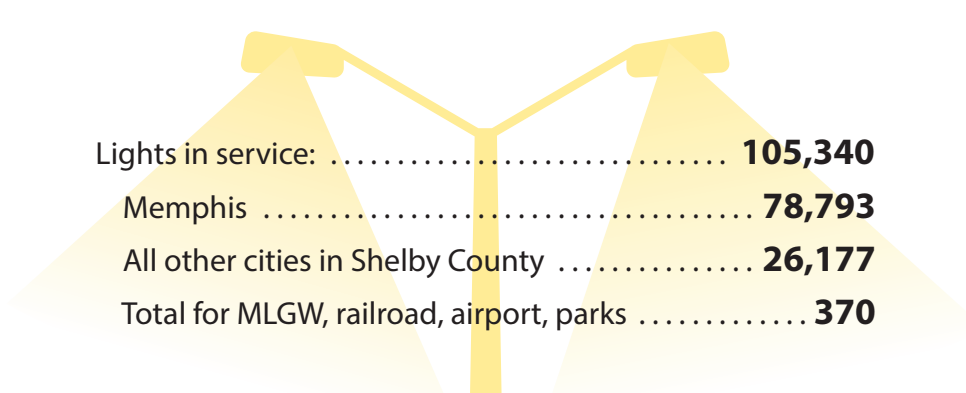 Lights in service: . . . . . . . . . . . . . . . . . . . . . . . . . . . . . . 105,340
Memphis . . . . . . . . . . . . . . . . . . . . . . . . . . . . . . . . . . . . . 78,793
All other cities in Shelby County . . . . . . . . . . . . . . . 26,177
Total for MLGW, railroad, airport, parks . . . . . . . . . . . . . 370